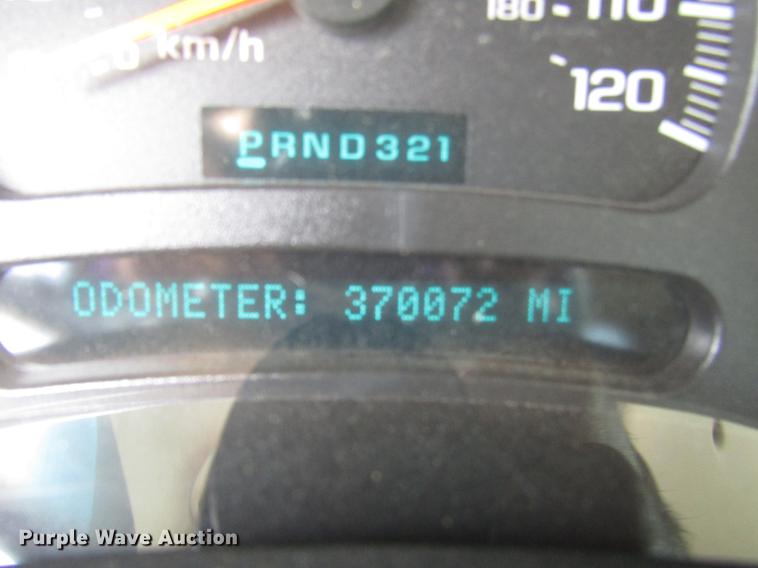 180 110
km/h
120
PRND321
ODOMETER: 370072 MI
Purple Wave Auction